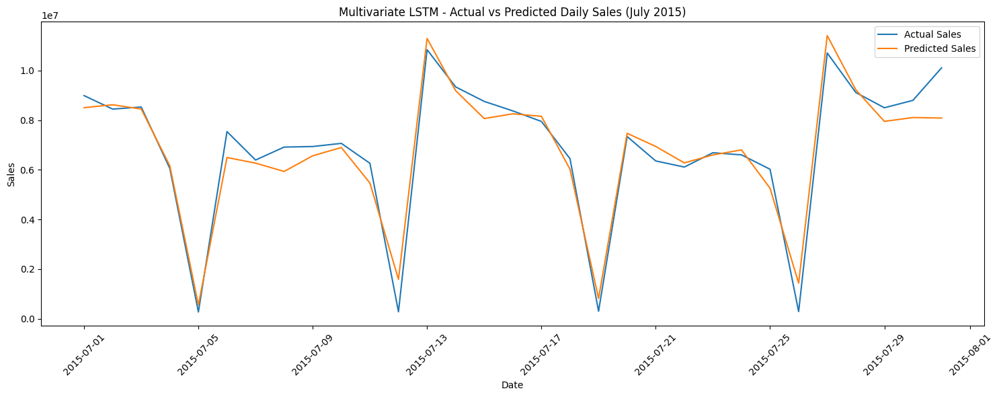 Multivariate LSTM - Actual vs Predicted Daily Sales (July 2015)
1e7
Actual Sales
Predicted Sales
1.0
0.8
0.6
0.4
0.2
0.0
Sales
2015-07-01
2015-07-05
2015-07-09
2015-07-13
2015-07-17
2015-07-21
2015-07-25
2015-07-29
2015-08-01
Date